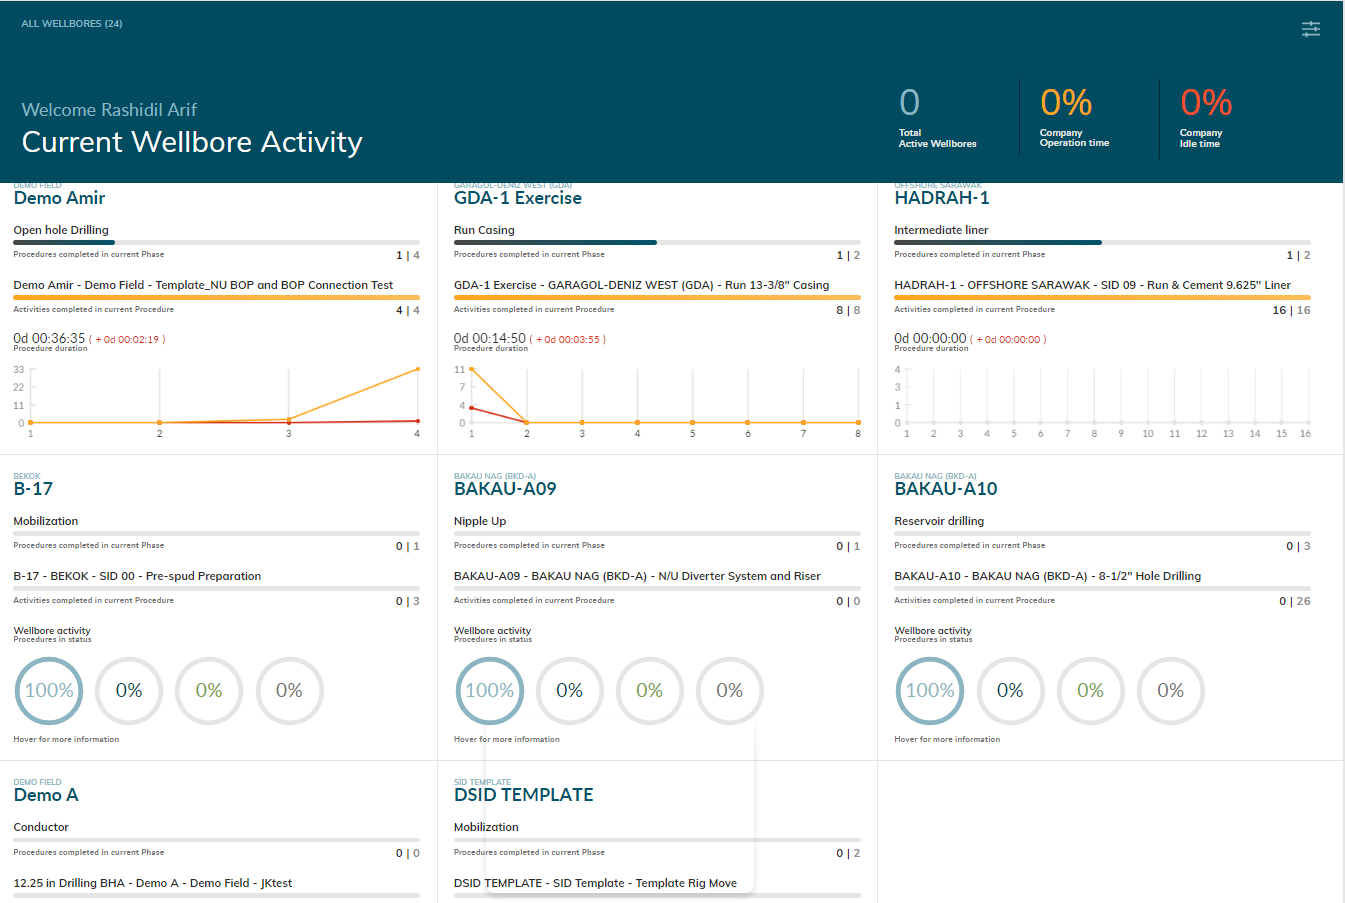 ALL WELLBORES (24)
Welcome Rashidil Arif
Current Wellbore Activity
0
Total
Active Wellbores
0%
Company
Operation time
0%
Company
Idle time
DEMO FIELD
Demo Amir
Open hole Drilling
Procedures completed in current Phase 1 | 4
Demo Amir - Demo Field - Template_NU BOP and BOP Connection Test
Activities completed in current Procedure 4 | 4
0d 00:36:35 ( + 0d 00:02:19 )
Procedure duration
33
22
11
0
1 2 3 4
GARAGOL-DENIZ WEST (GDA)
GDA-1 Exercise
Run Casing
Procedures completed in current Phase 1 | 2
GDA-1 Exercise - GARAGOL-DENIZ WEST (GDA) - Run 13-3/8" Casing
Activities completed in current Procedure 8 | 8
0d 00:14:50 ( + 0d 00:03:55 )
Procedure duration
11
7
4
0
1 2 3 4 5 6 7 8
OFFSHORE SARAWAK
HADRAH-1
Intermediate liner
Procedures completed in current Phase 1 | 2
HADRAH-1 - OFFSHORE SARAWAK - SID 09 - Run & Cement 9.625" Liner
Activities completed in current Procedure 16 | 16
0d 00:00:00 ( + 0d 00:00:00 )
Procedure duration
4
3
1
0
1 2 3 4 5 6 7 8 9 10 11 12 13 14 15 16
BEKOK
B-17
Mobilization
Procedures completed in current Phase 0 | 1
B-17 - BEKOK - SID 00 - Pre-spud Preparation
Activities completed in current Procedure 0 | 3
Wellbore activity
Procedures in status
100% 0% 0% 0%
Hover for more information
BAKAU NAG (BKD-A)
BAKAU-A09
Nipple Up
Procedures completed in current Phase 0 | 1
BAKAU-A09 - BAKAU NAG (BKD-A) - N/U Diverter System and Riser
Activities completed in current Procedure 0 | 0
Wellbore activity
Procedures in status
100% 0% 0% 0%
Hover for more information
BAKAU NAG (BKD-A)
BAKAU-A10
Reservoir drilling
Procedures completed in current Phase 0 | 3
BAKAU-A10 - BAKAU NAG (BKD-A) - 8-1/2" Hole Drilling
Activities completed in current Procedure 0 | 26
Wellbore activity
Procedures in status
100% 0% 0% 0%
Hover for more information
DEMO FIELD
Demo A
Conductor
Procedures completed in current Phase 0 | 0
12.25 in Drilling BHA - Demo A - Demo Field - JKtest
SID TEMPLATE
DSID TEMPLATE
Mobilization
Procedures completed in current Phase 0 | 2
DSID TEMPLATE - SID Template - Template Rig Move